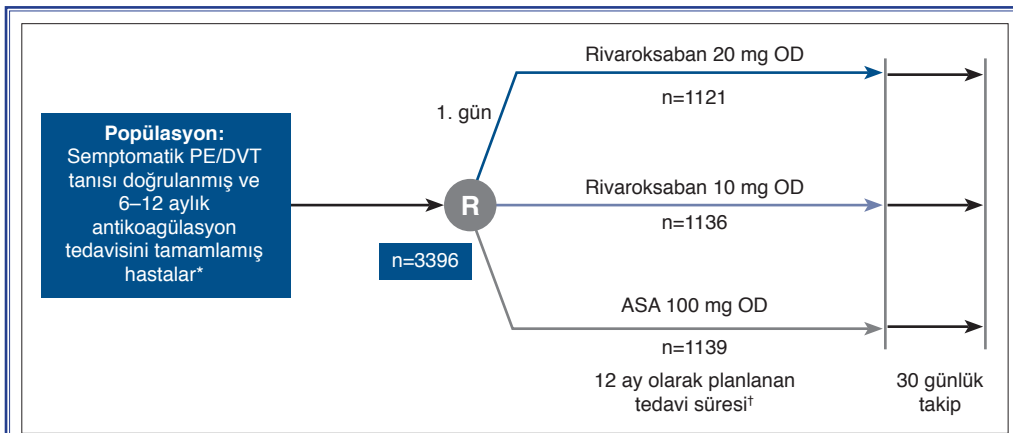 Popülasyon:
Semptomatik PE/DVT
tanısı doğrulanmış ve
6–12 aylık
antikoagülasyon
tedavisini tamamlamış
hastalar*
R
n=3396
1. gün
Rivaroksaban 20 mg OD
n=1121
Rivaroksaban 10 mg OD
n=1136
ASA 100 mg OD
n=1139
12 ay olarak planlanan
tedavi süresi†
30 günlük
takip